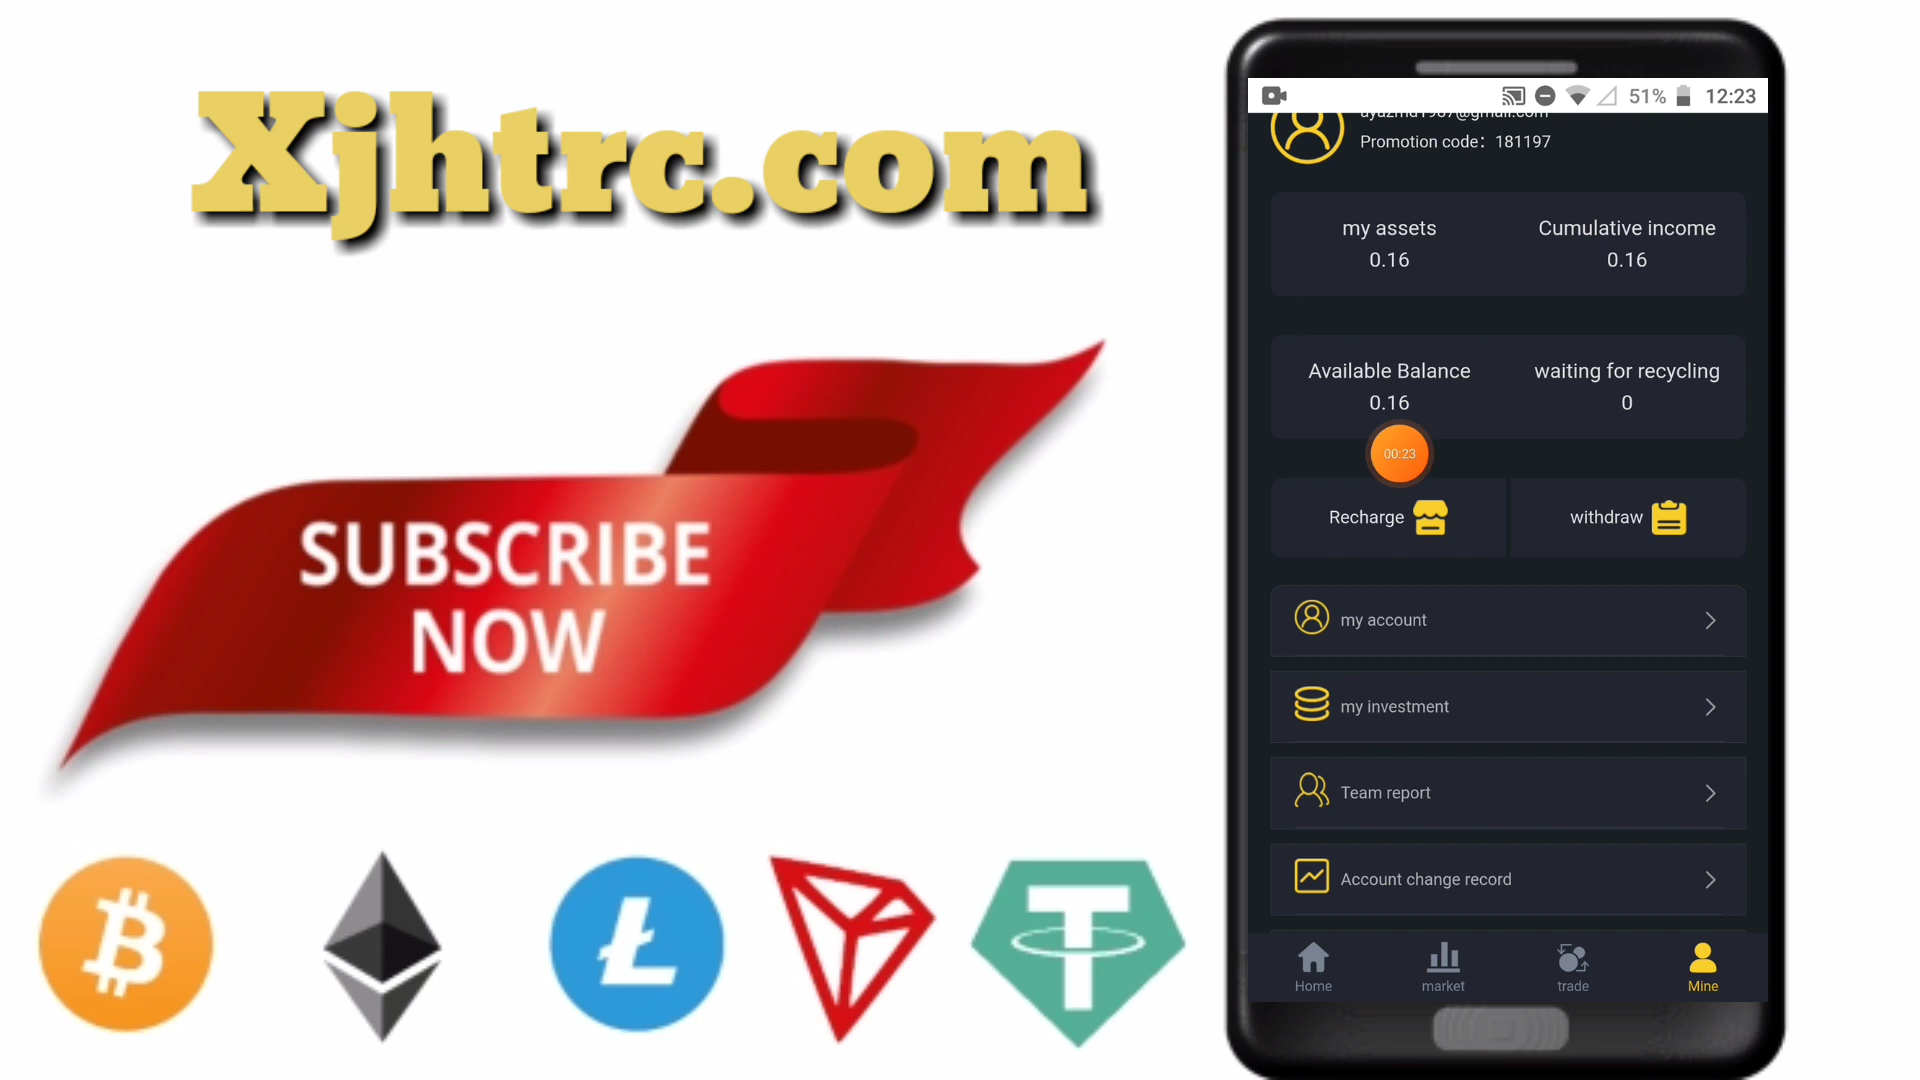 Xjhtrc.com
SUBSCRIBE
NOW
51% 12:23
Promotion code: 181197
my assets
0.16
Cumulative income
0.16
Available Balance
0.16
waiting for recycling
0
00:23
Recharge
withdraw
my account
my investment
Team report
Account change record
Home
market
trade
Mine